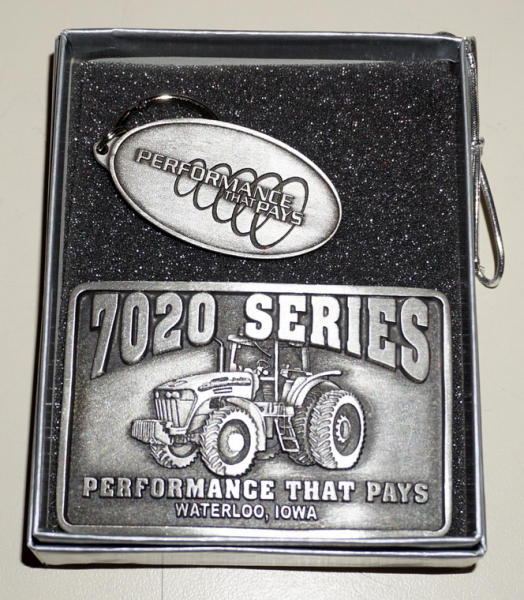 PERFORMANCE
THAT PAYS
7020 SERIES
PERFORMANCE THAT PAYS
WATERLOO, IOWA